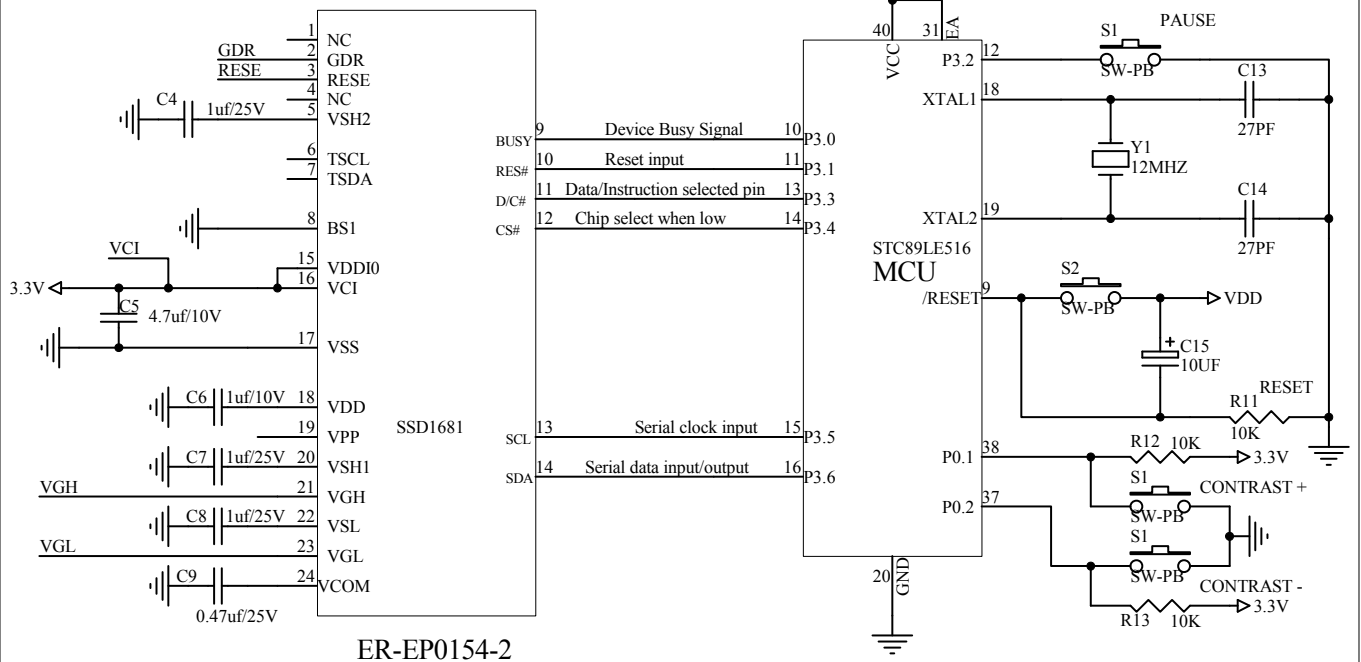 1 NC
GDR 2 GDR
RESE 3 RESE
4 NC
C4 1uf/25V 5 VSH2
6 TSCL
7 TSDA
8 BS1
VCI
15 VDDI0
3.3V 16 VCI
C5 4.7uf/10V
17 VSS
C6 1uf/10V 18 VDD
19 VPP
C7 1uf/25V 20 VSH1
VGH 21 VGH
C8 1uf/25V 22 VSL
VGL 23 VGL
C9 24 VCOM
0.47uf/25V
SSD1681
ER-EP0154-2
BUSY 9 Device Busy Signal 10 P3.0
RES# 10 Reset input 11 P3.1
D/C# 11 Data/Instruction selected pin 13 P3.3
CS# 12 Chip select when low 14 P3.4
SCL 13 Serial clock input 15 P3.5
SDA 14 Serial data input/output 16 P3.6
40 VCC
31 EA
STC89LE516
MCU
20 GND
P3.2 12
S1 PAUSE
SW-PB
XTAL1 18
C13
27PF
Y1
12MHZ
XTAL2 19
C14
27PF
/RESET 9
S2
SW-PB
VDD
C15
+
10UF
RESET
R11
10K
P0.1 38
R12 10K
3.3V
S1 CONTRAST +
SW-PB
P0.2 37
S1
SW-PB
CONTRAST -
R13 10K
3.3V